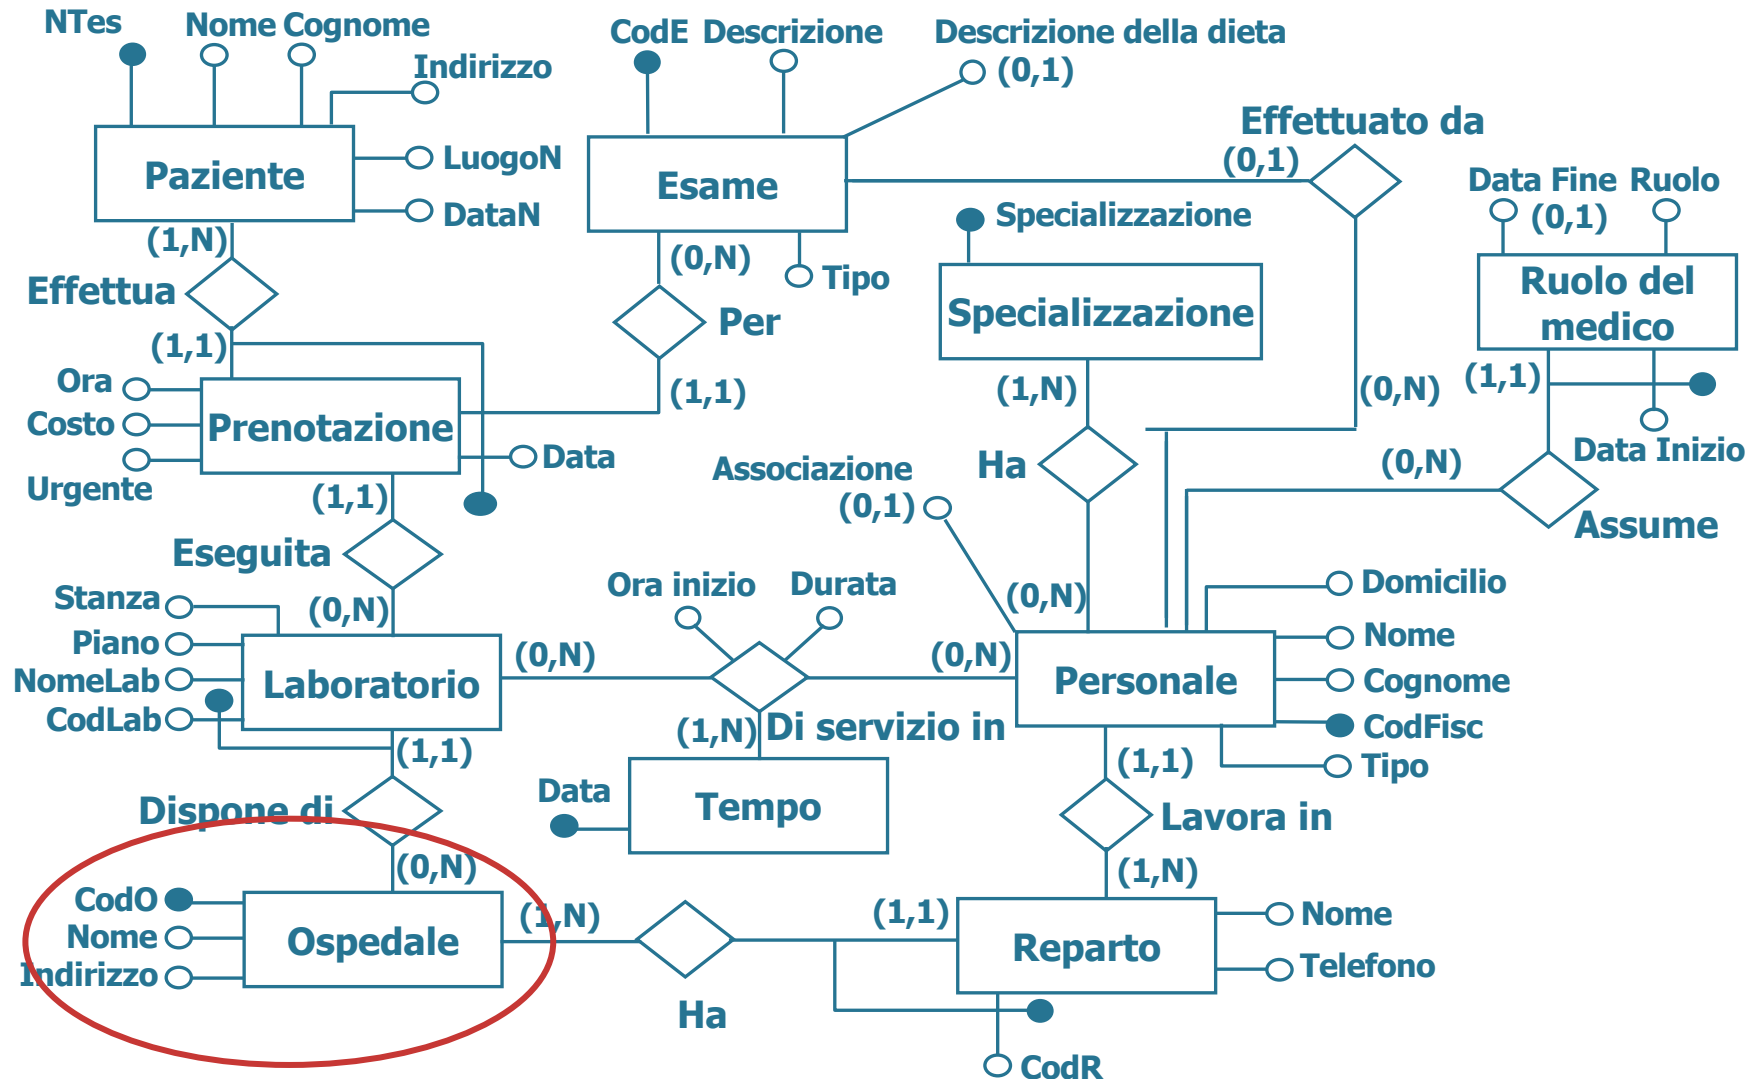 NTes
Nome Cognome
Indirizzo
LuogoN
DataN
Paziente
(1,N)
Effettua
(1,1)
CodE
Descrizione
Descrizione della dieta
(0,1)
Esame
(0,N)
Tipo
Per
(1,1)
Effettuato da
(0,1)
(0,N)
Specializzazione
Specializzazione
(1,N)
Ha
(0,N)
Data Fine
(0,1)
Ruolo
Ruolo del
medico
(1,1)
Data Inizio
(0,N)
Assume
Ora
Costo
Urgente
Prenotazione
Data
(1,1)
Eseguita
(0,N)
Stanza
Piano
NomeLab
CodLab
Laboratorio
(1,1)
Dispone di
(0,N)
(0,N)
Ora inizio
Durata
(0,N)
Di servizio in
(1,N)
Data
Tempo
Associazione
(0,1)
Personale
Domicilio
Nome
Cognome
CodFisc
Tipo
(1,1)
Lavora in
(1,N)
CodO
Nome
Indirizzo
Ospedale
(1,N)
Ha
(1,1)
Reparto
Nome
Telefono
CodR